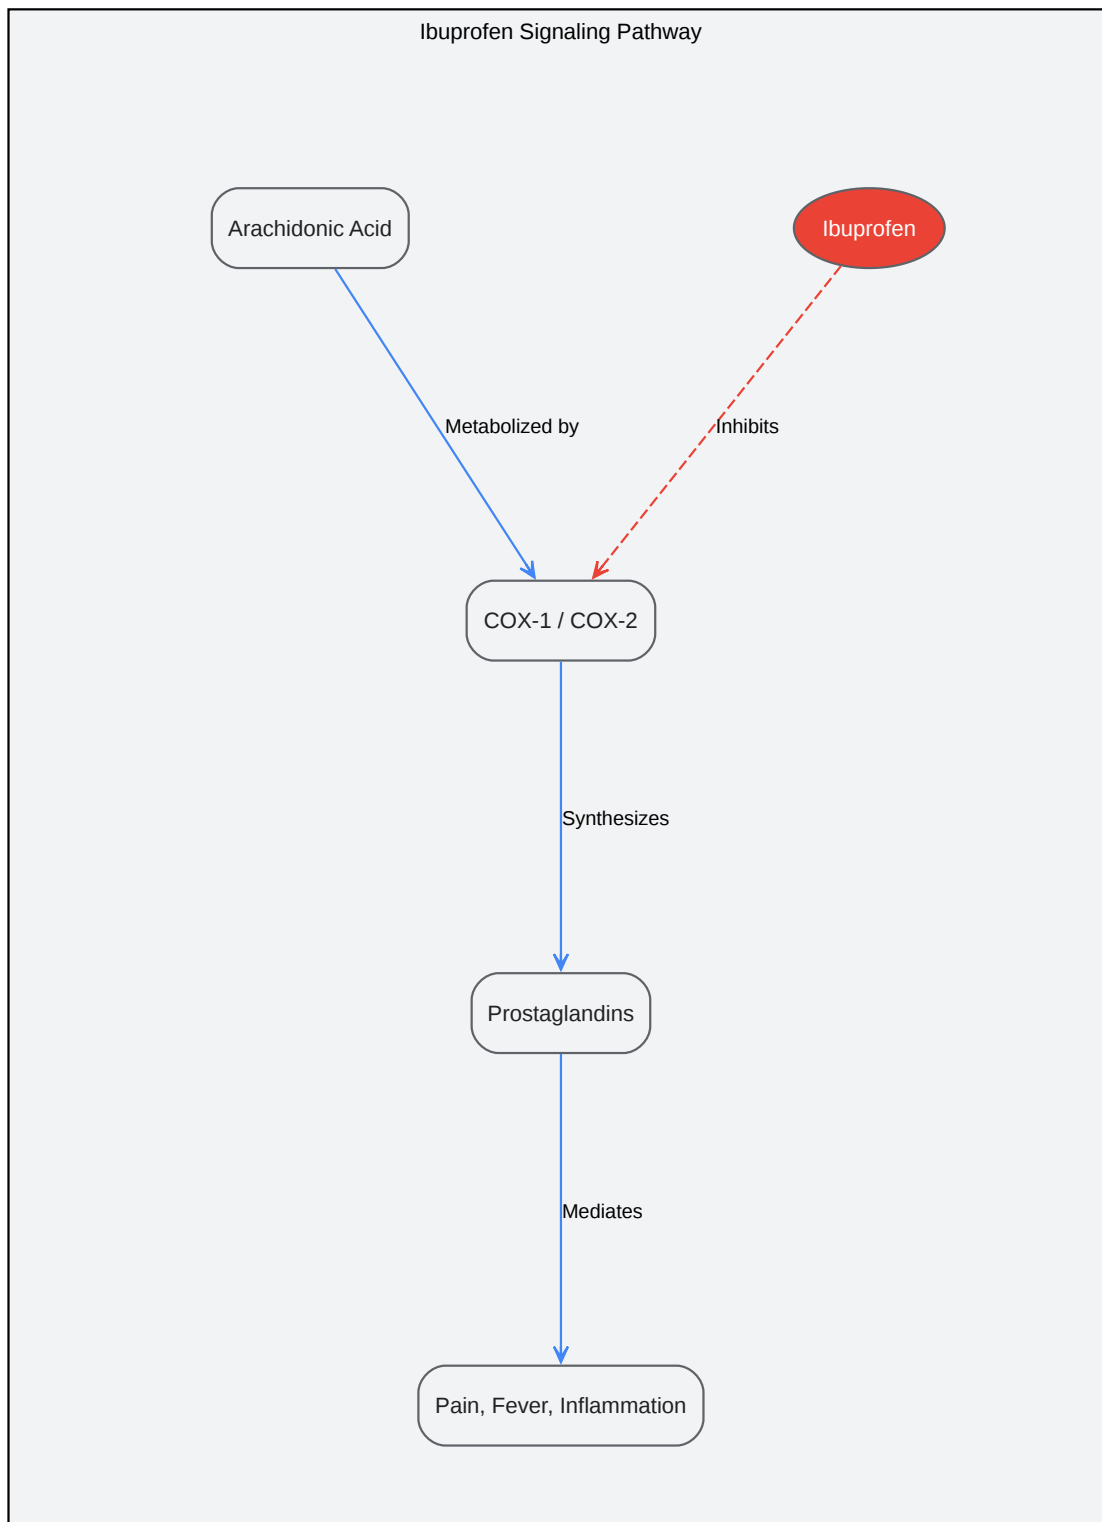 Ibuprofen Signaling Pathway
Arachidonic Acid
Ibuprofen
Metabolized by
Inhibits
COX-1 / COX-2
Synthesizes
Prostaglandins
Mediates
Pain, Fever, Inflammation